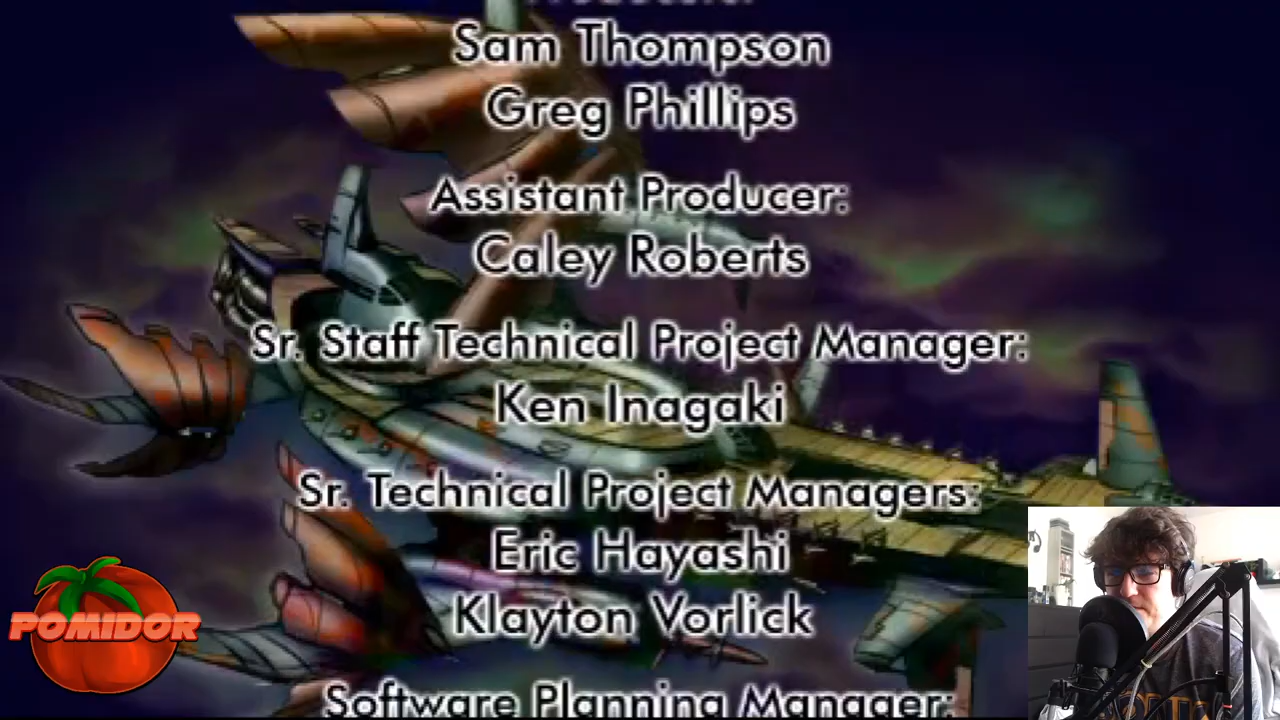 Sam Thompson
Greg Phillips
Assistant Producer:
Caley Roberts
Sr. Staff Technical Project Manager:
Ken Inagaki
Sr. Technical Project Managers:
Eric Hayashi
Klayton Vorlick
Software Planning Manager:
POMIDOR